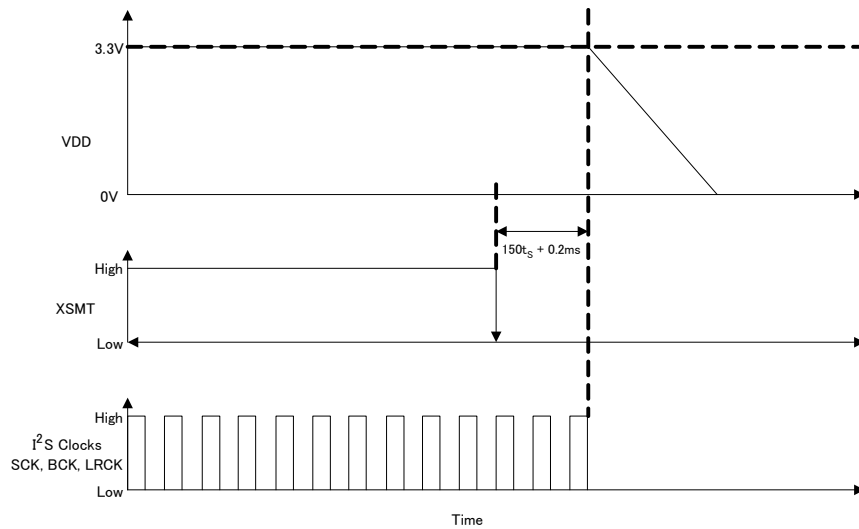 3.3V
VDD
0V
150tS + 0.2ms
High
XSMT
Low
High
I2S Clocks
SCK, BCK, LRCK
Low
Time